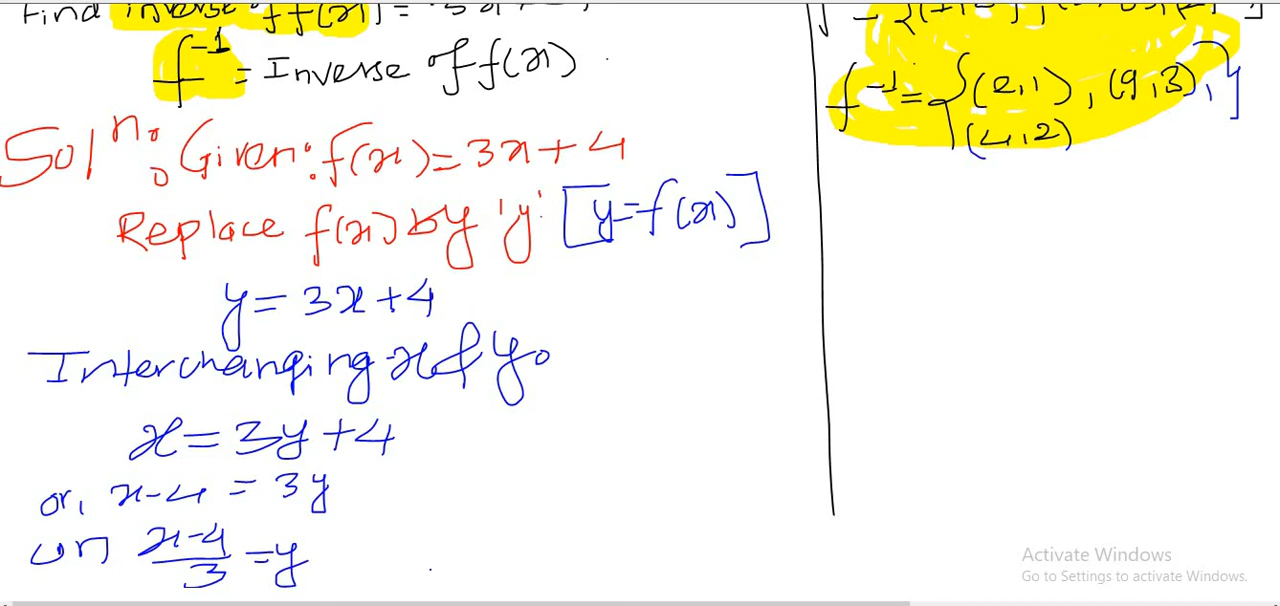 Find inverse of f(x) =
f⁻¹ = Inverse of f(x).
Solⁿ: Given: f(x) = 3x + 4
Replace f(x) by 'y' [y = f(x)]
y = 3x + 4
Interchanging x & y.
x = 3y + 4
or, x - 4 = 3y
or, (x-4)/3 = y
f⁻¹ = {(2,1), (9,3),}
(4,2)
Activate Windows
Go to Settings to activate Windows.